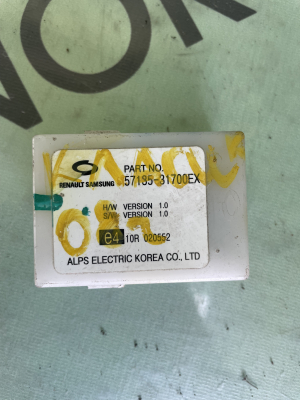 PART NO.
RENAULT SAMSUNG
57135-31700EX
H/W VERSION 1.0
S/W VERSION 1.0
e4 10R 020552
ALPS ELECTRIC KOREA CO., LTD